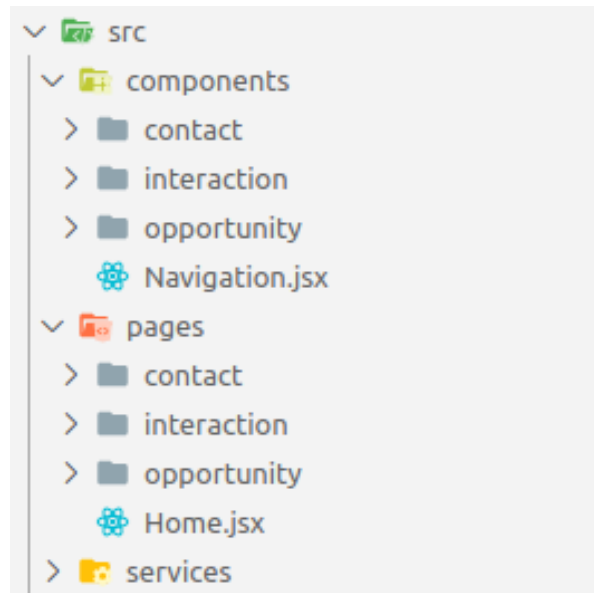 src
components
contact
interaction
opportunity
Navigation.jsx
pages
contact
interaction
opportunity
Home.jsx
services